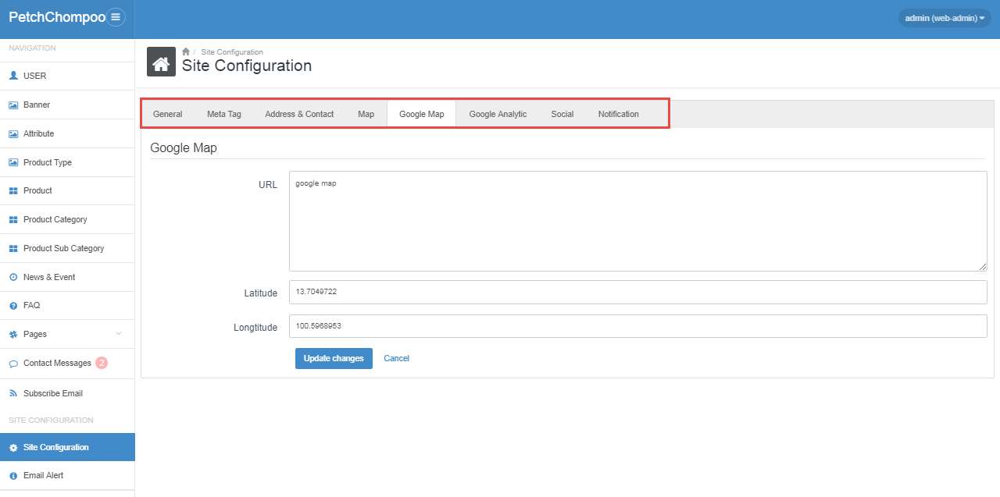 PetchChompoo
admin (web-admin)
NAVIGATION
USER
Banner
Attribute
Product Type
Product
Product Category
Product Sub Category
News & Event
FAQ
Pages
Contact Messages 2
Subscribe Email
SITE CONFIGURATION
Site Configuration
Email Alert
/ Site Configuration
Site Configuration
General Meta Tag Address & Contact Map Google Map Google Analytic Social Notification
Google Map
URL google map
Latitude 13.7049722
Longtitude 100.5968953
Update changes Cancel